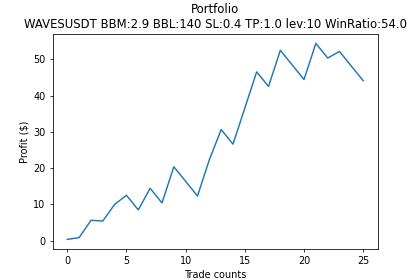 Portfolio
WAVESUSDT BBM:2.9 BBL:140 SL:0.4 TP:1.0 lev:10 WinRatio:54.0
50
40
30
20
10
0
Profit ($)
0 5 10 15 20 25
Trade counts